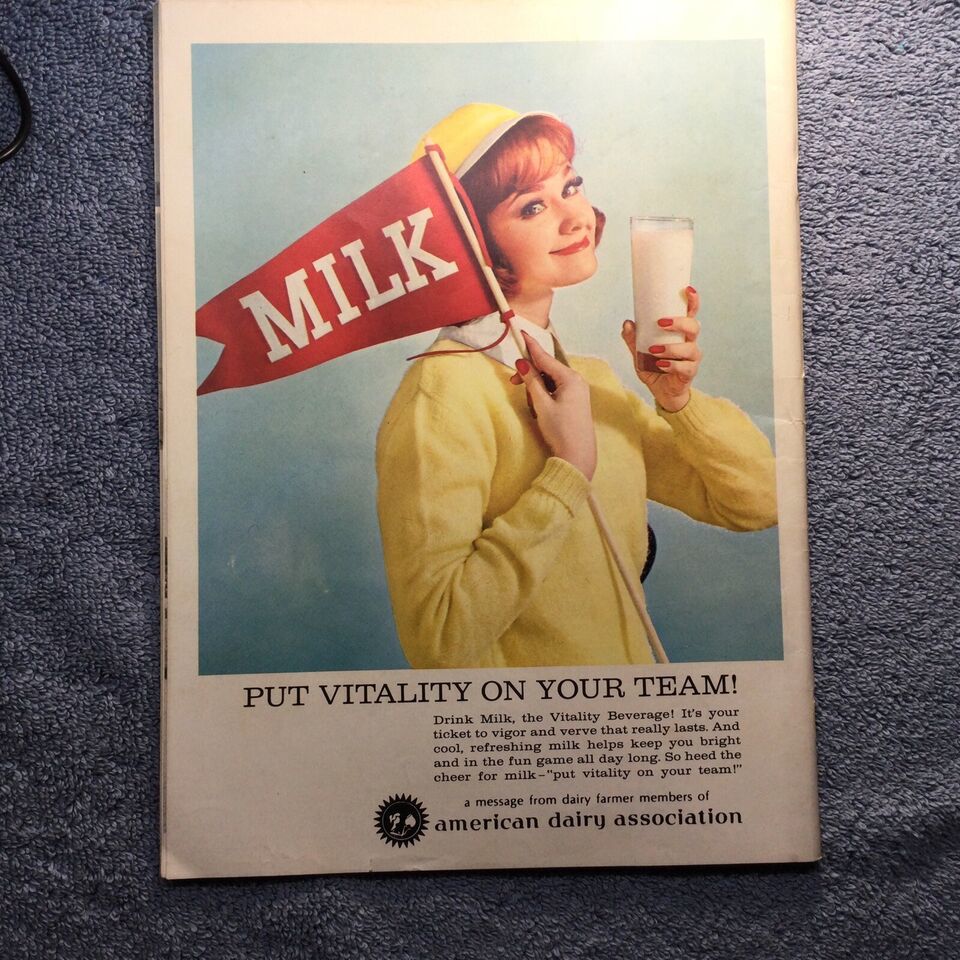 MILK
PUT VITALITY ON YOUR TEAM!
Drink Milk, the Vitality Beverage! It's your
ticket to vigor and verve that really lasts. And
cool, refreshing milk helps keep you bright
and in the fun game all day long. So heed the
cheer for milk–"put vitality on your team!"
a message from dairy farmer members of
american dairy association